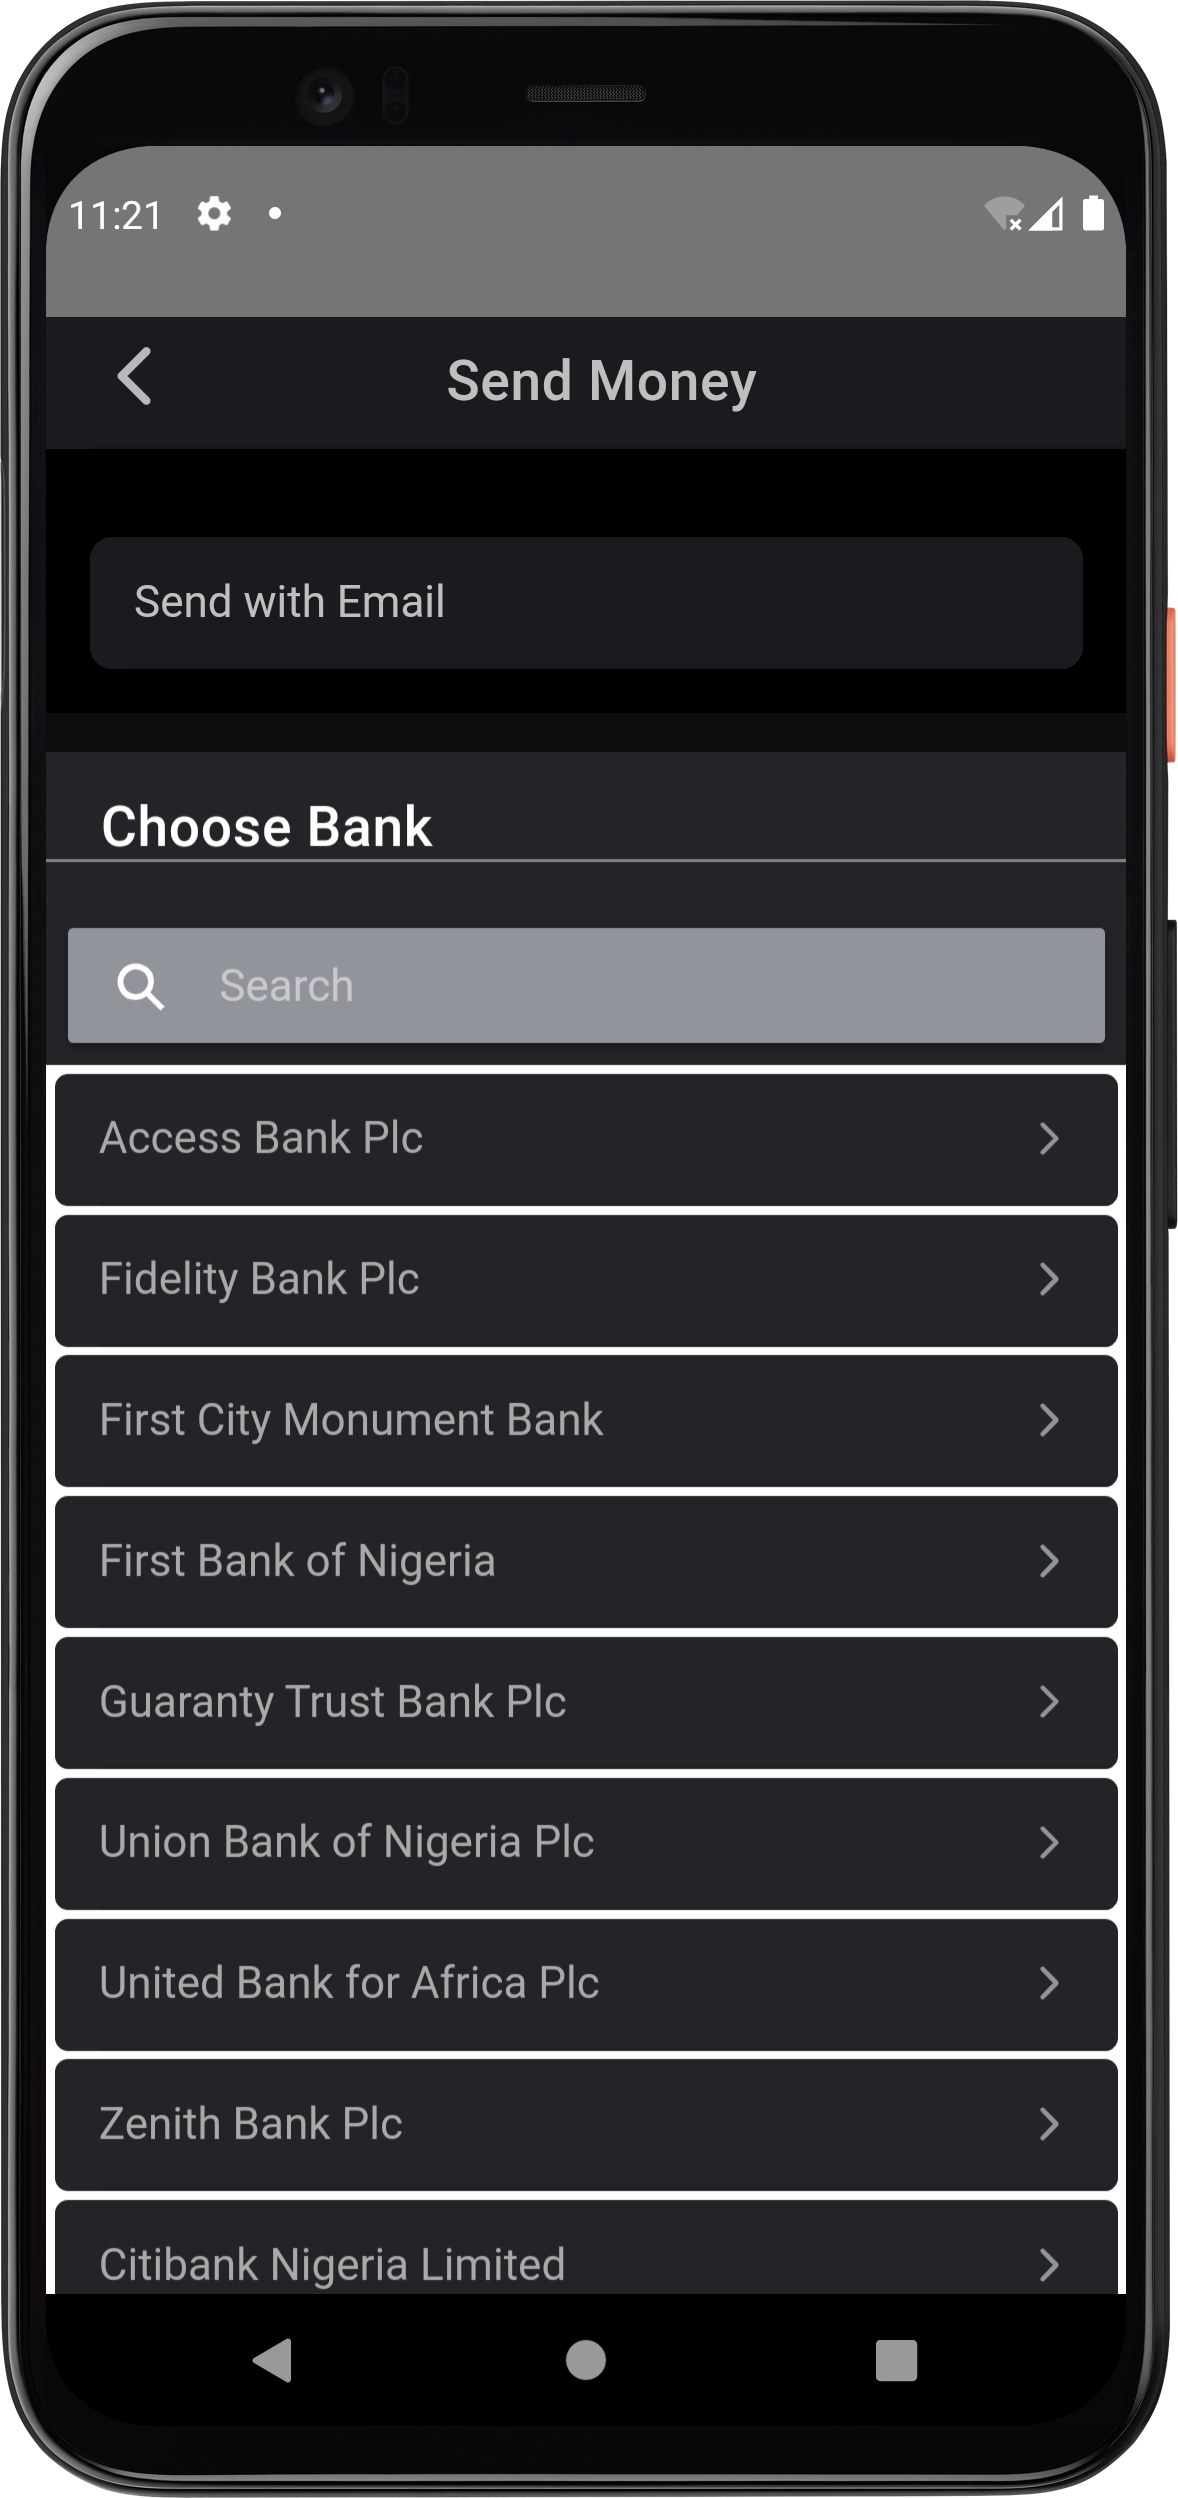 11:21
Send Money
Send with Email
Choose Bank
Search
Access Bank Plc
Fidelity Bank Plc
First City Monument Bank
First Bank of Nigeria
Guaranty Trust Bank Plc
Union Bank of Nigeria Plc
United Bank for Africa Plc
Zenith Bank Plc
Citibank Nigeria Limited